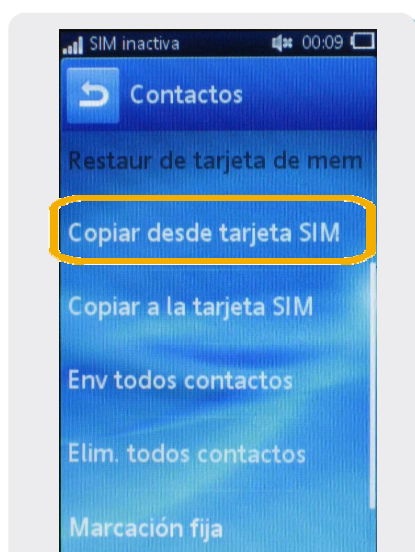 SIM inactiva 00:09
Contactos
Restaur de tarjeta de mem
Copiar desde tarjeta SIM
Copiar a la tarjeta SIM
Env todos contactos
Elim. todos contactos
Marcación fija